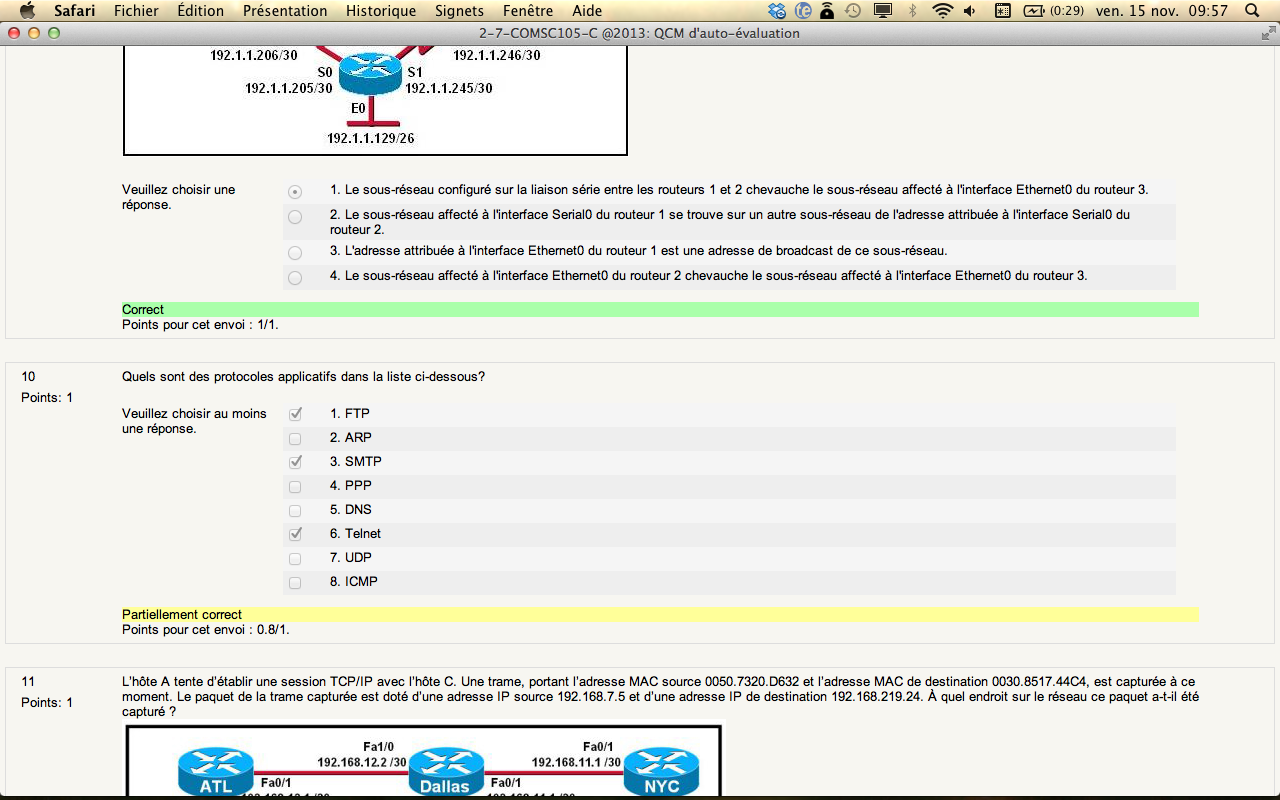 Safari Fichier Édition Présentation Historique Signets Fenêtre Aide (0:29) ven. 15 nov. 09:57
2-7-COMSC105-C @2013: QCM d'auto-évaluation
192.1.1.206/30 192.1.1.246/30
S0 S1
192.1.1.205/30 192.1.1.245/30
E0
192.1.1.129/26
Veuillez choisir une réponse.
1. Le sous-réseau configuré sur la liaison série entre les routeurs 1 et 2 chevauche le sous-réseau affecté à l'interface Ethernet0 du routeur 3.
2. Le sous-réseau affecté à l'interface Serial0 du routeur 1 se trouve sur un autre sous-réseau de l'adresse attribuée à l'interface Serial0 du
routeur 2.
3. L'adresse attribuée à l'interface Ethernet0 du routeur 1 est une adresse de broadcast de ce sous-réseau.
4. Le sous-réseau affecté à l'interface Ethernet0 du routeur 2 chevauche le sous-réseau affecté à l'interface Ethernet0 du routeur 3.
Correct
Points pour cet envoi : 1/1.
10 Quels sont des protocoles applicatifs dans la liste ci-dessous?
Points: 1
Veuillez choisir au moins
une réponse.
1. FTP
2. ARP
3. SMTP
4. PPP
5. DNS
6. Telnet
7. UDP
8. ICMP
Partiellement correct
Points pour cet envoi : 0.8/1.
11 L'hôte A tente d'établir une session TCP/IP avec l'hôte C. Une trame, portant l'adresse MAC source 0050.7320.D632 et l'adresse MAC de destination 0030.8517.44C4, est capturée à ce
Points: 1 moment. Le paquet de la trame capturée est doté d'une adresse IP source 192.168.7.5 et d'une adresse IP de destination 192.168.219.24. À quel endroit sur le réseau ce paquet a-t-il été
capturé ?
Fa1/0 Fa0/1
192.168.12.2 /30 192.168.11.1 /30
ATL Fa0/1 Dallas Fa0/1 NYC